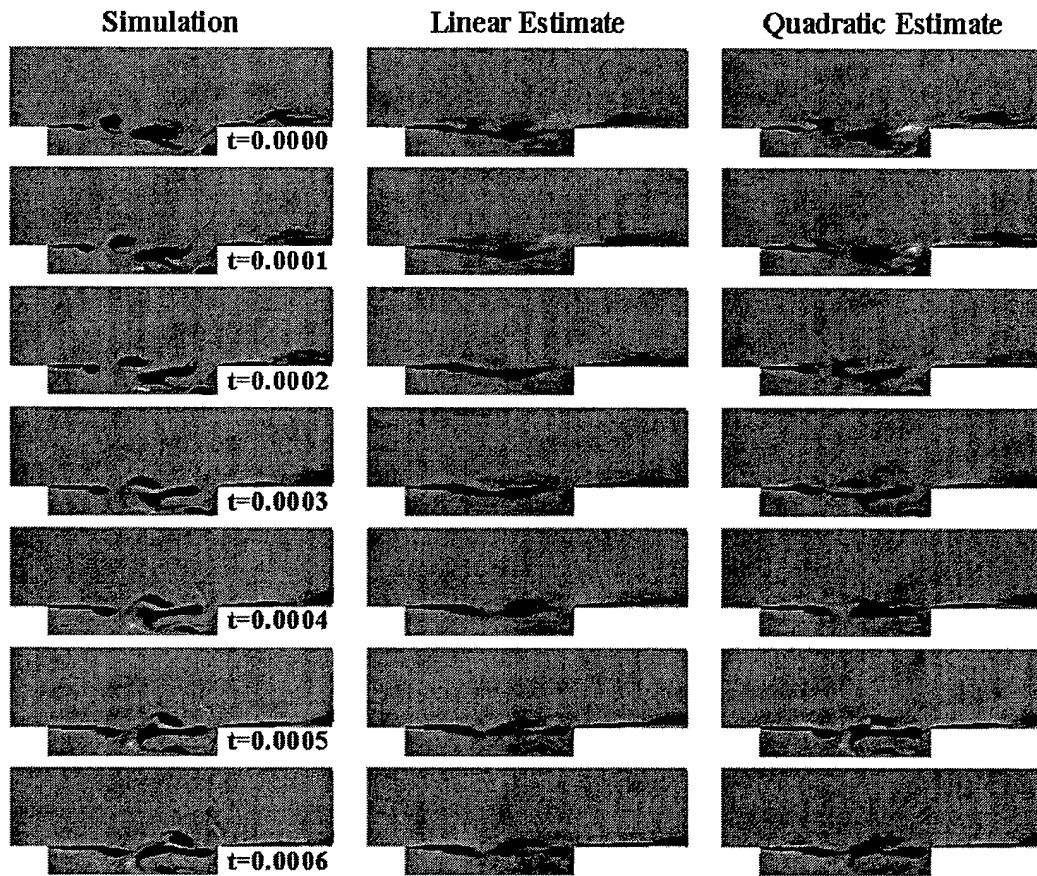 Simulation Linear Estimate Quadratic Estimate
t=0.0000
t=0.0001
t=0.0002
t=0.0003
t=0.0004
t=0.0005
t=0.0006